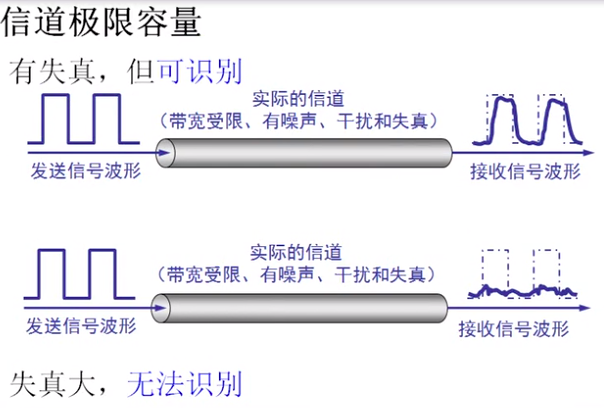 信道极限容量
有失真，但可识别
实际的信道
（带宽受限、有噪声、干扰和失真）
发送信号波形
接收信号波形
实际的信道
（带宽受限、有噪声、干扰和失真）
发送信号波形
接收信号波形
失真大，无法识别